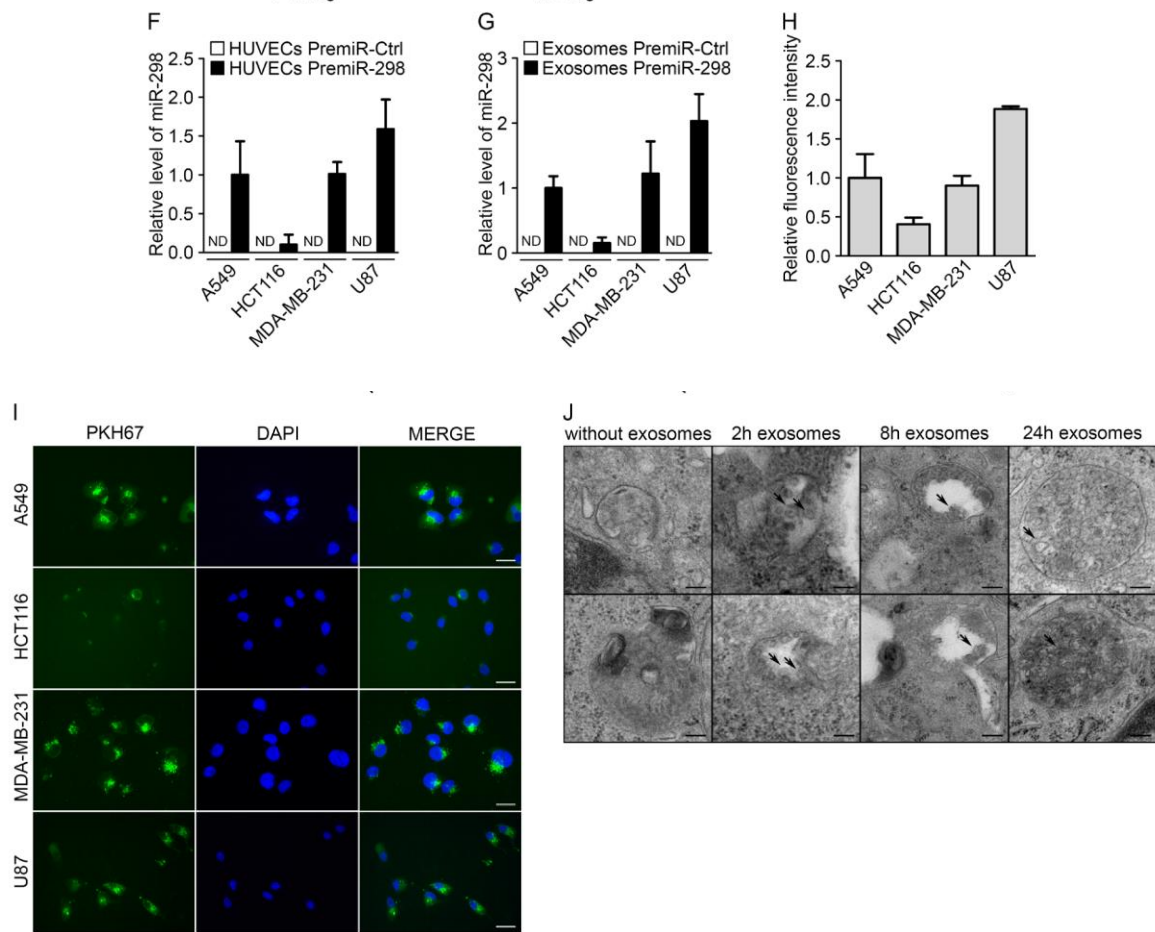 F
HUVECs PremiR-Ctrl
HUVECs PremiR-298
Relative level of miR-298
2.5
2.0
1.5
1.0
0.5
0.0
ND
ND
ND
ND
A549
HCT116
MDA-MB-231
U87
G
Exosomes PremiR-Ctrl
Exosomes PremiR-298
Relative level of miR-298
3
2
1
0
ND
ND
ND
ND
A549
HCT116
MDA-MB-231
U87
H
Relative fluorescence intensity
2.5
2.0
1.5
1.0
0.5
0.0
A549
HCT116
MDA-MB-231
U87
I
PKH67 DAPI MERGE
A549
HCT116
MDA-MB-231
U87
J
without exosomes 2h exosomes 8h exosomes 24h exosomes